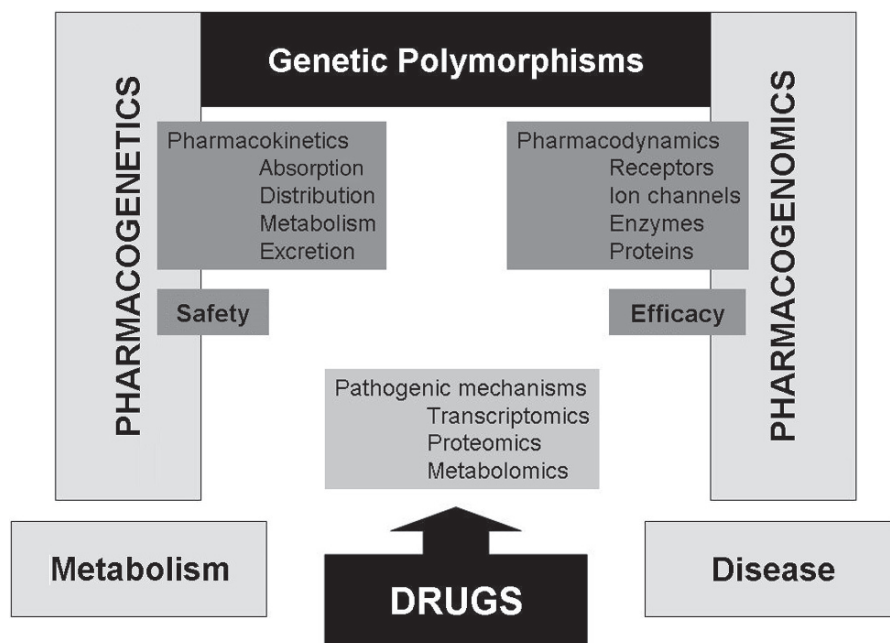 Genetic Polymorphisms
PHARMACOGENETICS
Pharmacokinetics
Absorption
Distribution
Metabolism
Excretion
Safety
Pharmacodynamics
Receptors
Ion channels
Enzymes
Proteins
Efficacy
PHARMACOGENOMICS
Pathogenic mechanisms
Transcriptomics
Proteomics
Metabolomics
Metabolism
DRUGS
Disease